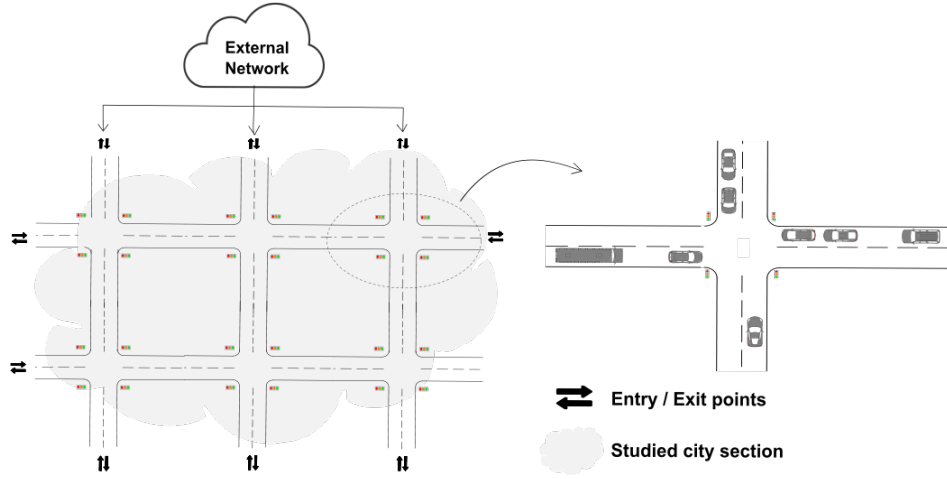 External
Network
Entry / Exit points
Studied city section